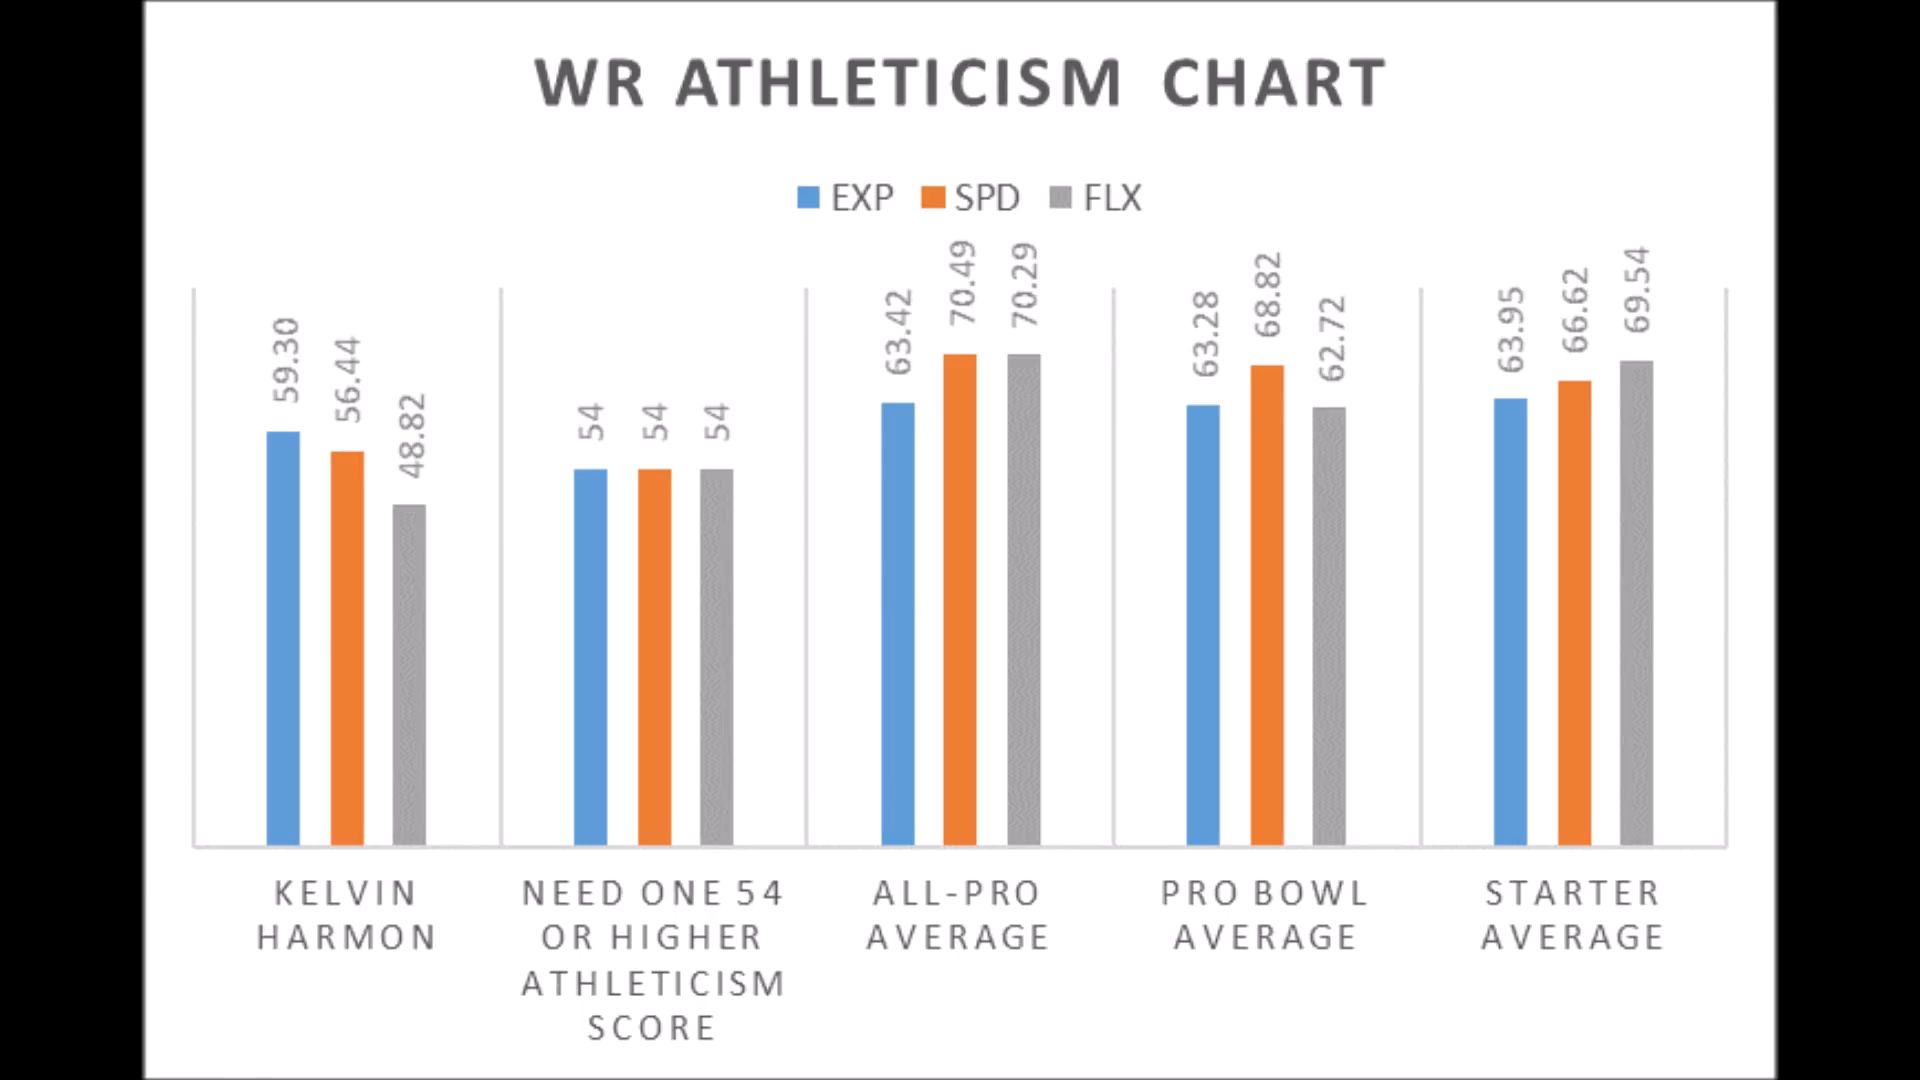 WR ATHLETICISM CHART
EXP SPD FLX
59.30 56.44 48.82 54 54 54 63.42 70.49 70.29 63.28 68.82 62.72 63.95 66.62 69.54
KELVIN
HARMON
NEED ONE 54
OR HIGHER
ATHLETICISM
SCORE
ALL-PRO
AVERAGE
PRO BOWL
AVERAGE
STARTER
AVERAGE